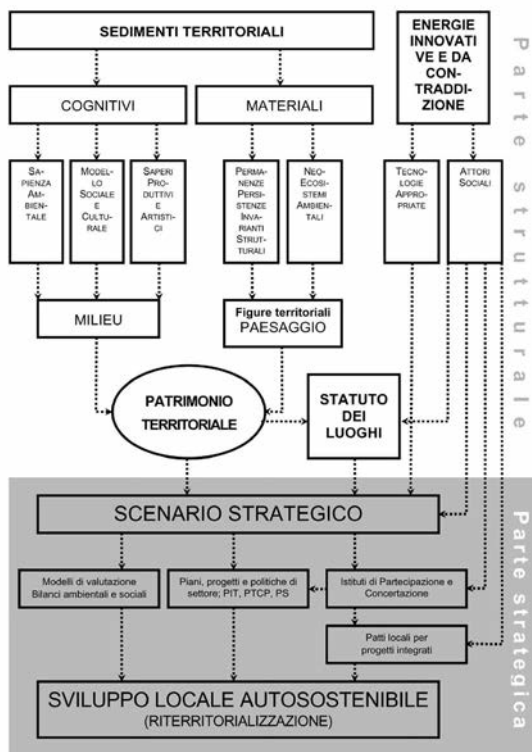 SEDIMENTI TERRITORIALI
ENERGIE
INNOVATI
VE E DA
CON-
TRADDI-
ZIONE
COGNITIVI
MATERIALI
SA-
PIENZA
AM-
BIEN-
TALE
MODEL-
LO
SOCIALE
E
CULTU-
RALE
SAPERI
PRO-
DUTTIVI
E
ARTISTI-
CI
PERMA-
NENZE
PERSI-
STENZE
INVA-
RIANTI
STRUT-
TURALI
NEO-
ECOSI-
STEMI
AMBIEN-
TALI
TECNO-
LOGIE
APPRO-
PRIATE
ATTORI
SOCIALI
MILIEU
Figure territoriali
PAESAGGIO
PATRIMONIO
TERRITORIALE
STATUTO
DEI
LUOGHI
Parte strutturale
SCENARIO STRATEGICO
Modelli di valutazione
Bilanci ambientali e sociali
Piani, progetti e politiche di
settore; PIT, PTCP, PS
Istituti di Partecipazione e
Concertazione
Patti locali per
progetti integrati
SVILUPPO LOCALE AUTOSOSTENIBILE
(RITERRITORIALIZZAZIONE)
Parte strategica